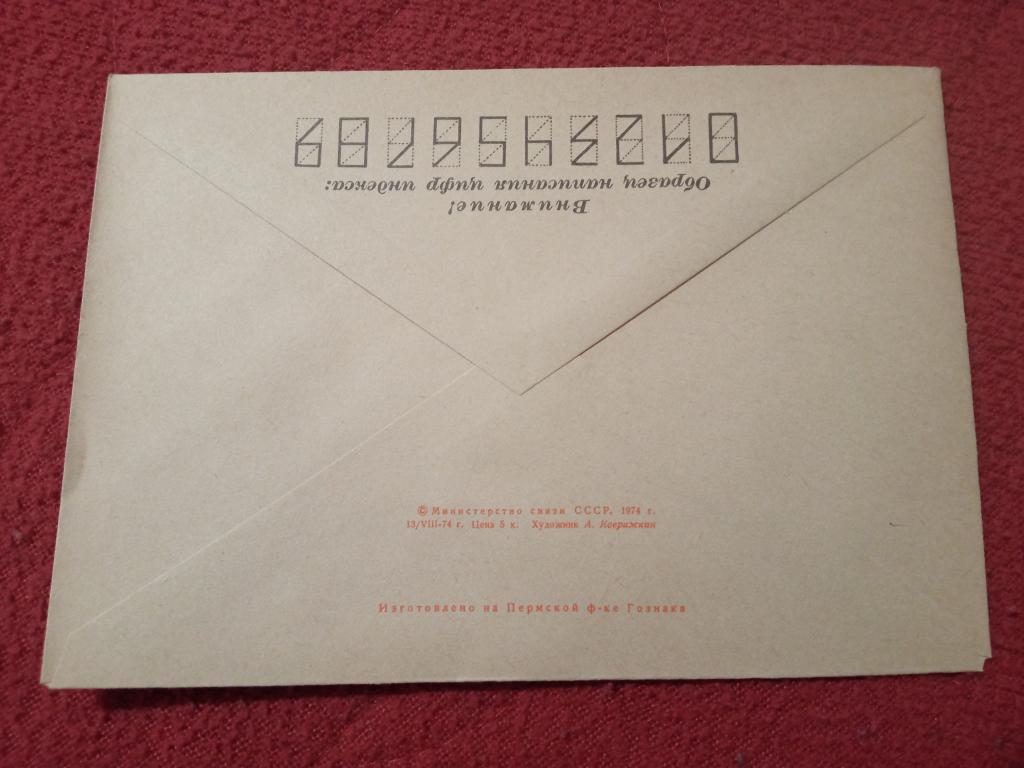 Внимание!
Образец написания цифр индекса:
0123456789
© Министерство связи СССР, 1974 г.
13/VIII-74 г. Цена 5 к. Художник А. Коврижкин
Изготовлено на Пермской ф-ке Гознака